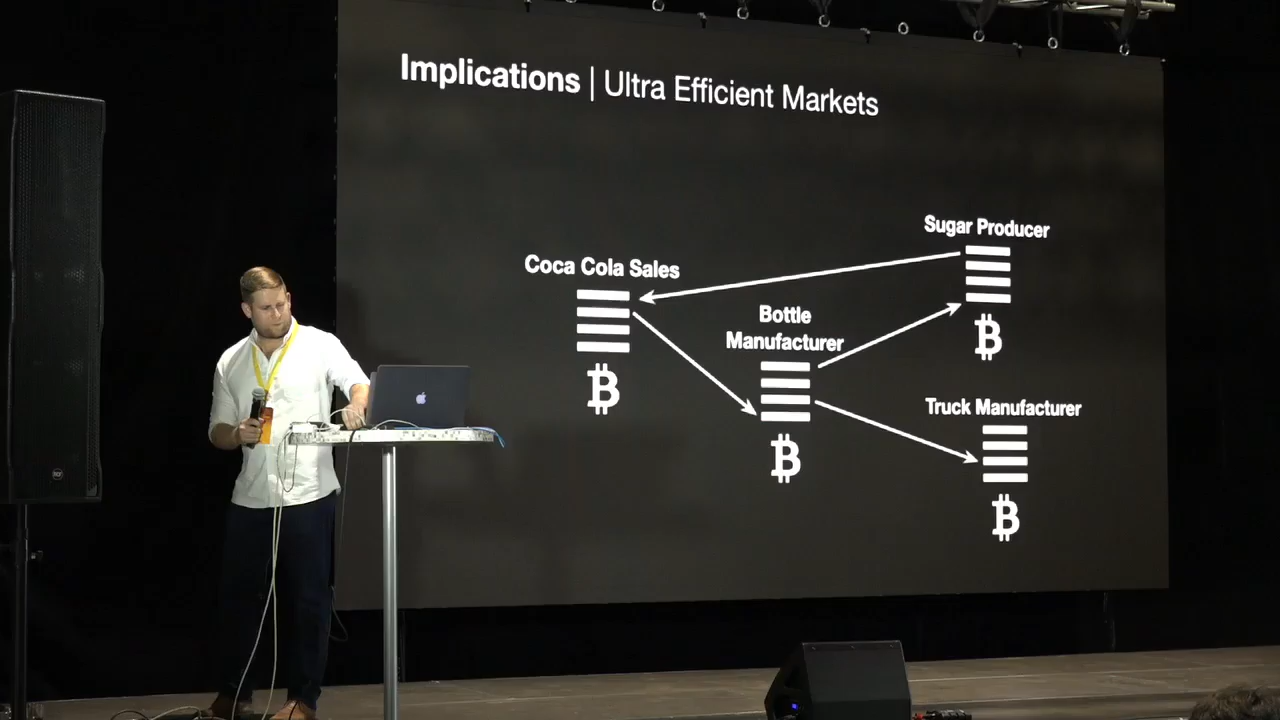 Implications | Ultra Efficient Markets
Sugar Producer
Coca Cola Sales
Bottle
Manufacturer
Truck Manufacturer